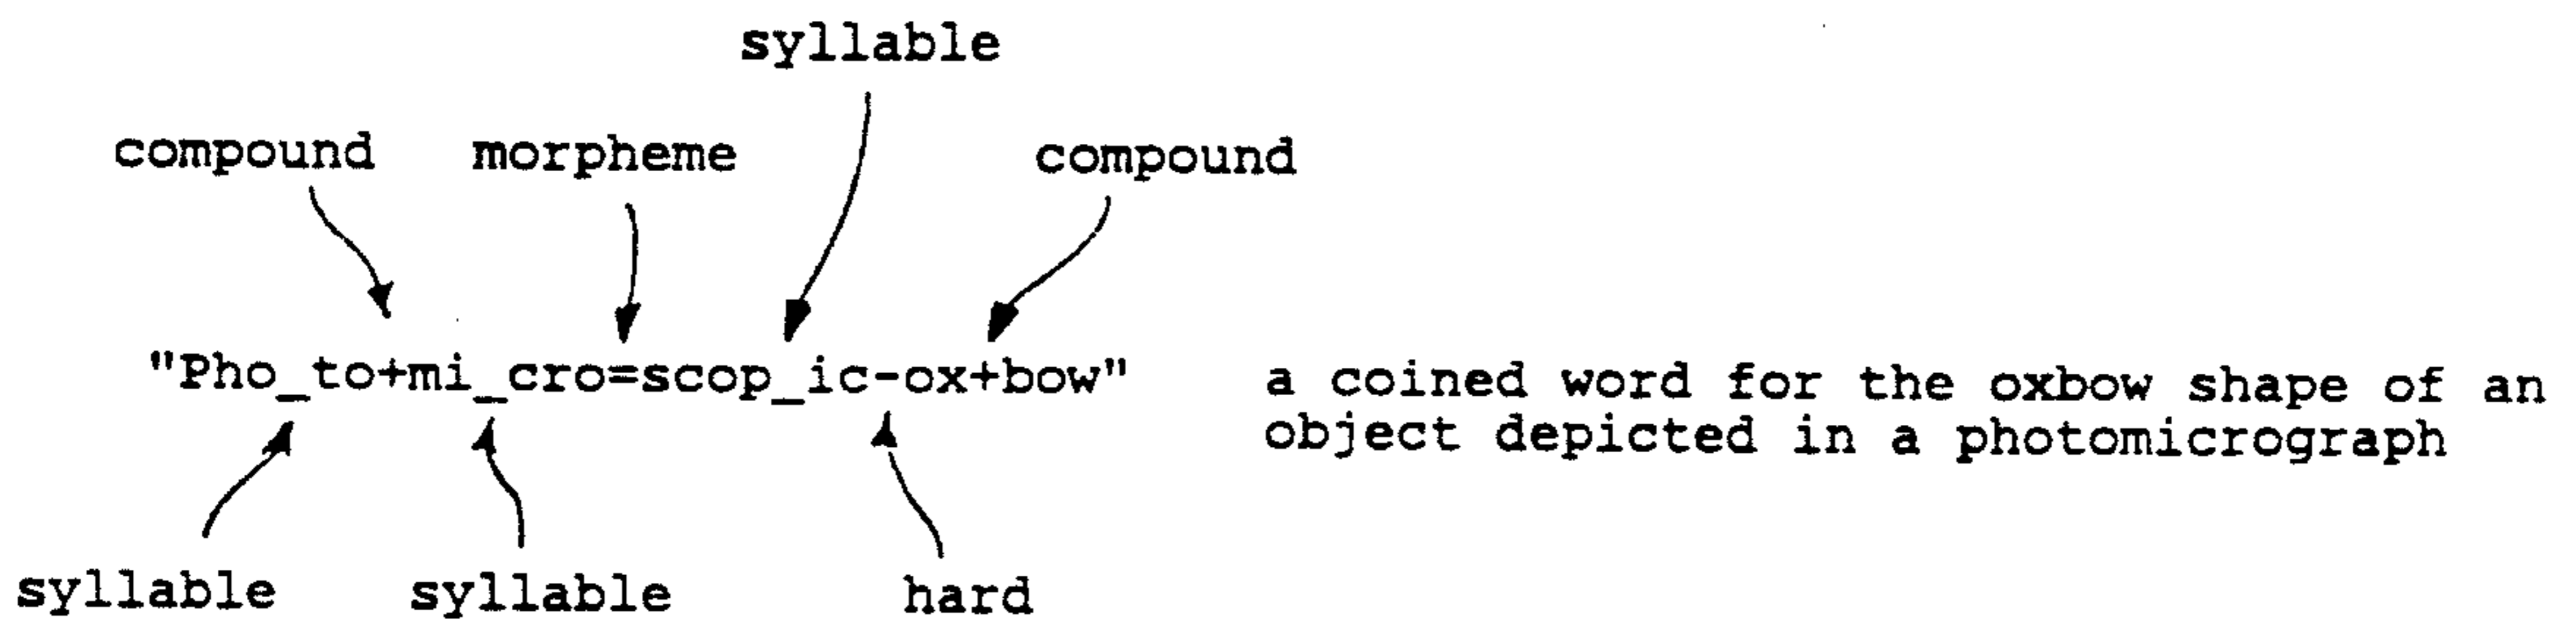 syllable
compound morpheme compound
"Pho_to+mi_cro=scop_ic-ox+bow"
a coined word for the oxbow shape of an
object depicted in a photomicrograph
syllable syllable hard